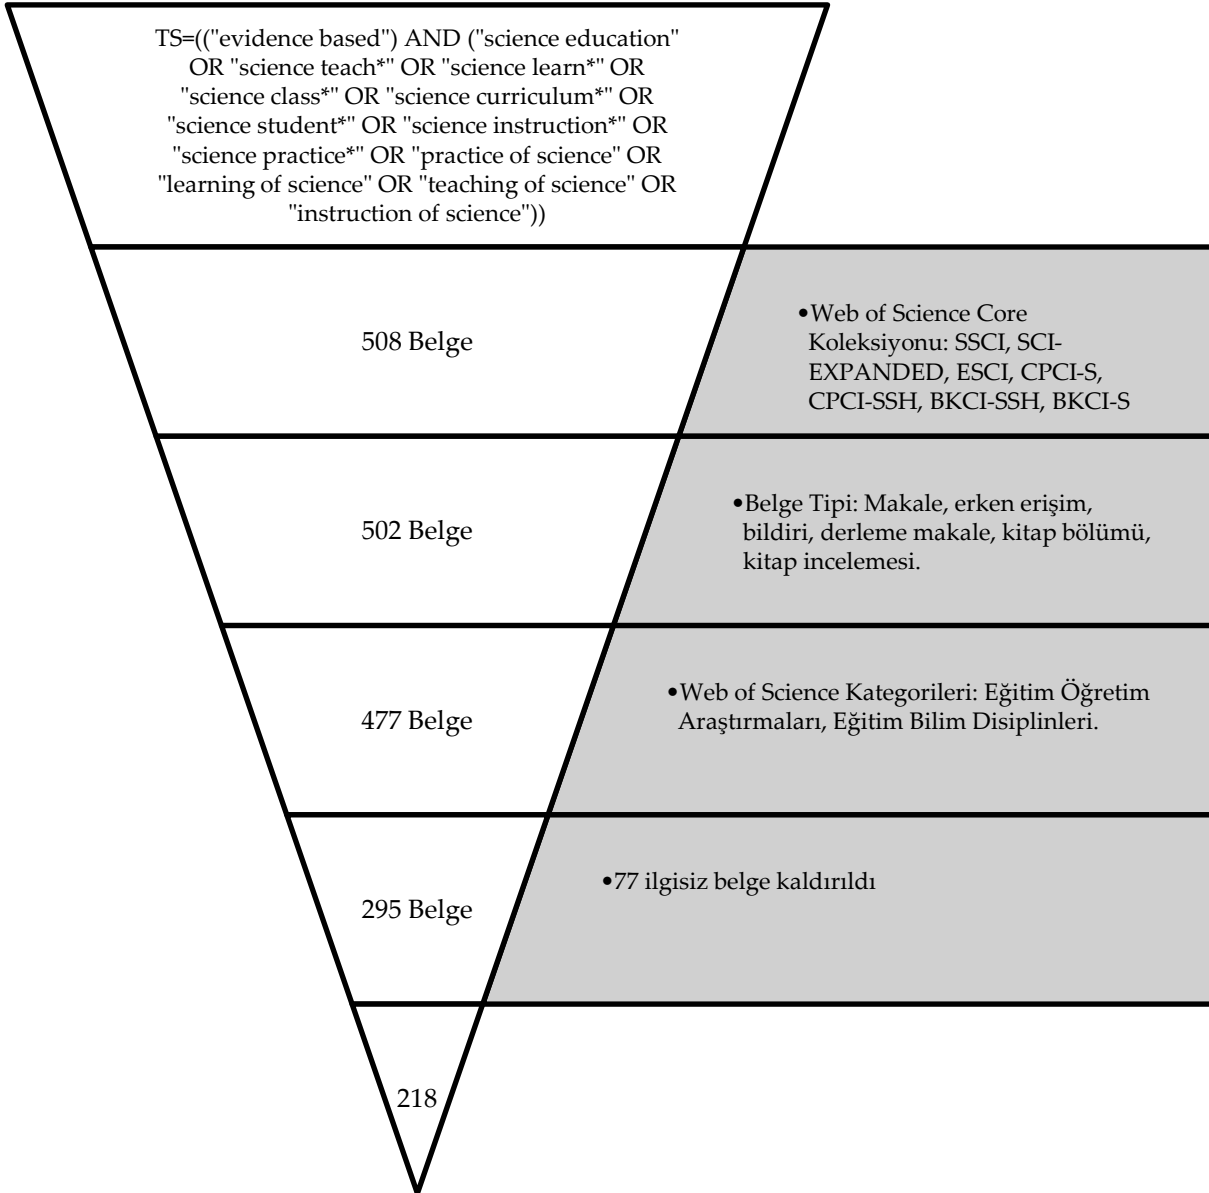 TS=(("evidence based") AND ("science education"
OR "science teach*" OR "science learn*" OR
"science class*" OR "science curriculum*" OR
"science student*" OR "science instruction*" OR
"science practice*" OR "practice of science" OR
"learning of science" OR "teaching of science" OR
"instruction of science"))
508 Belge
•Web of Science Core
Koleksiyonu: SSCI, SCI-
EXPANDED, ESCI, CPCI-S,
CPCI-SSH, BKCI-SSH, BKCI-S
502 Belge
•Belge Tipi: Makale, erken erişim,
bildiri, derleme makale, kitap bölümü,
kitap incelemesi.
477 Belge
•Web of Science Kategorileri: Eğitim Öğretim
Araştırmaları, Eğitim Bilim Disiplinleri.
295 Belge
•77 ilgisiz belge kaldırıldı
218